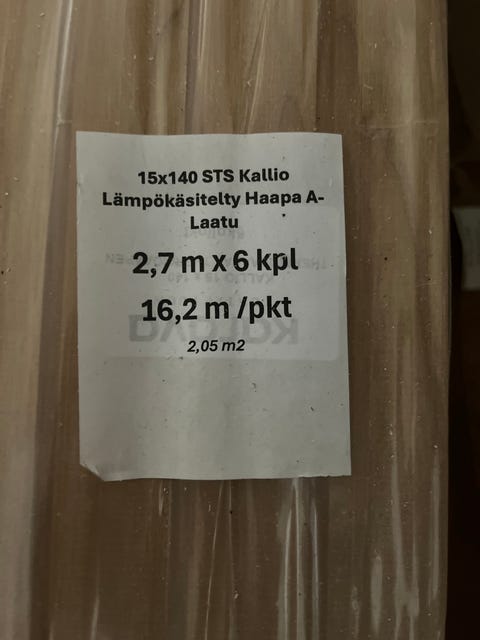 15x140 STS Kallio
Lämpökäsitelty Haapa A-
Laatu
2,7 m x 6 kpl
16,2 m /pkt
2,05 m2